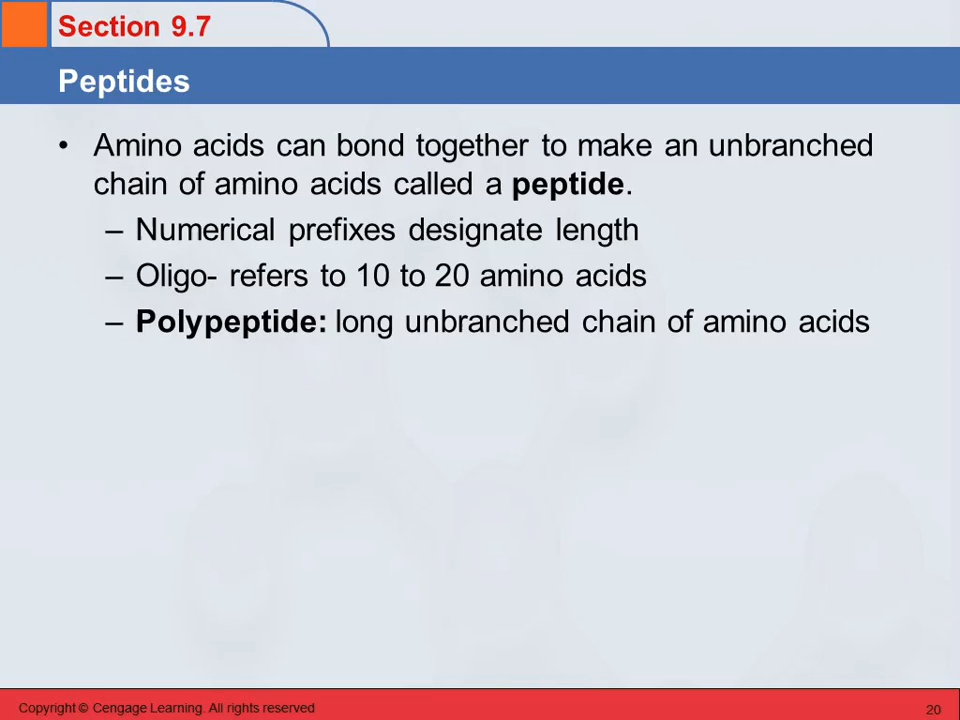 Section 9.7
Peptides
• Amino acids can bond together to make an unbranched
chain of amino acids called a peptide.
– Numerical prefixes designate length
– Oligo- refers to 10 to 20 amino acids
– Polypeptide: long unbranched chain of amino acids
Copyright © Cengage Learning. All rights reserved
20